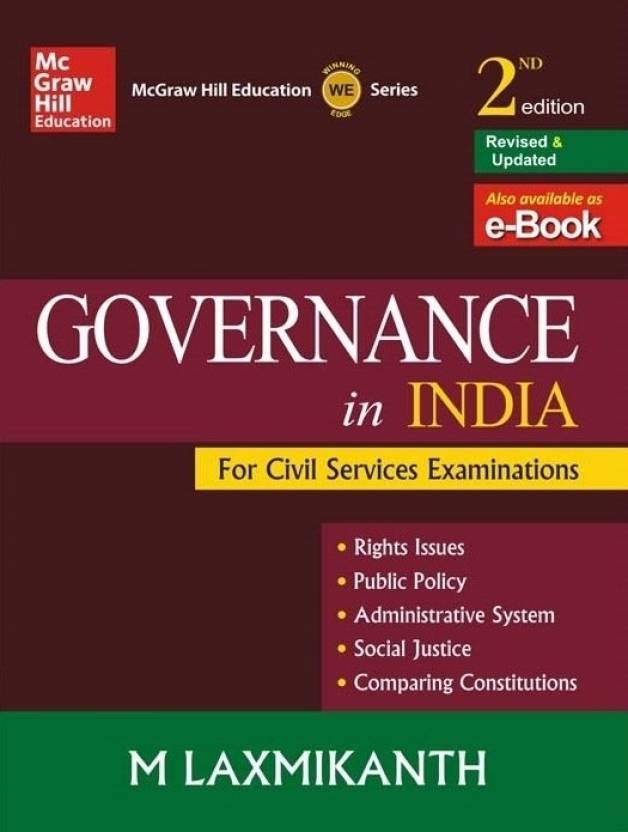 Mc
Graw
Hill
Education
McGraw Hill Education WINNING WE EDGE Series
2ND
edition
Revised &
Updated
Also available as
e-Book
GOVERNANCE
in INDIA
For Civil Services Examinations
• Rights Issues
• Public Policy
• Administrative System
• Social Justice
• Comparing Constitutions
M LAXMIKANTH